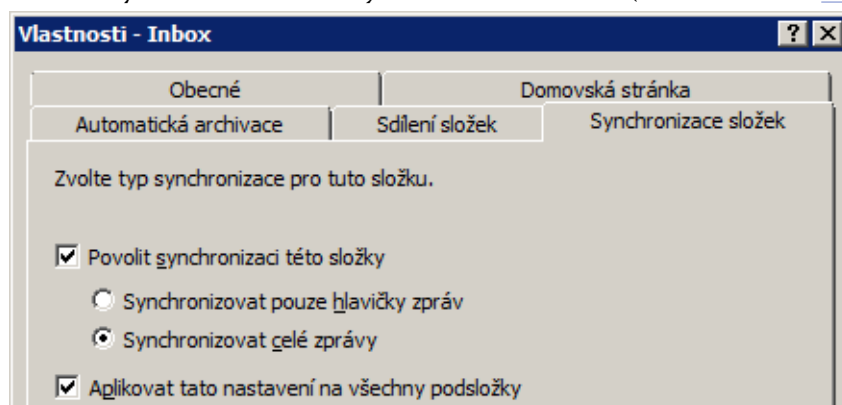 Vlastnosti - Inbox
Obecné
Domovská stránka
Automatická archivace
Sdílení složek
Synchronizace složek
Zvolte typ synchronizace pro tuto složku.
Povolit synchronizaci této složky
Synchronizovat pouze hlavičky zpráv
Synchronizovat celé zprávy
Aplikovat tato nastavení na všechny podsložky